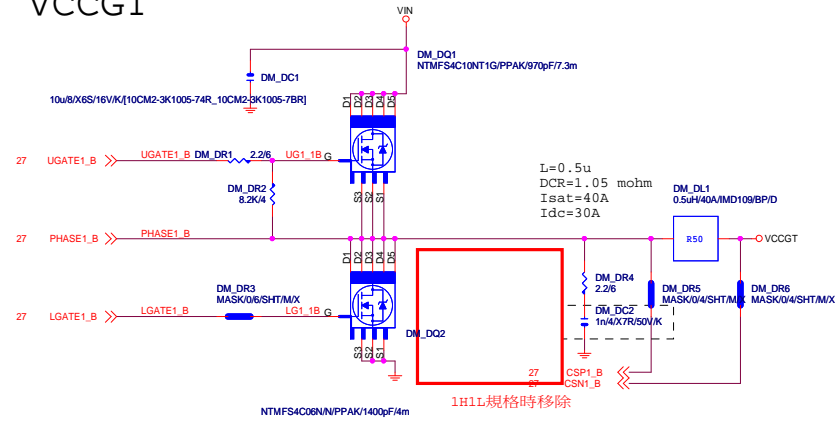 VCCGT
VIN
DM_DQ1
NTMFS4C10NT1G/PPAK/970pF/7.3m
DM_DC1
10u/8/X6S/16V/K/[10CM2-3K1005-74R_10CM2-3K1005-7BR]
D1 D2 D3 D4 D5
27 UGATE1_B UGATE1_B DM_DR1 2.2/6 UG1_1B G
DM_DR2
8.2K/4
S3 S2 S1
L=0.5u
DCR=1.05 mohm
Isat=40A
Idc=30A
DM_DL1
0.5uH/40A/IMD109/BP/D
27 PHASE1_B PHASE1_B
R50
VCCGT
D1 D2 D3 D4 D5
DM_DR4
2.2/6
DM_DR5
MASK/0/4/SHT/M/X
DM_DR6
MASK/0/4/SHT/M/X
DM_DR3
MASK/0/6/SHT/M/X
27 LGATE1_B LGATE1_B LG1_1B G
DM_DC2
1n/4/X7R/50V/K
DM_DQ2
S3 S2 S1
27 CSP1_B
27 CSN1_B
1H1L規格時移除
NTMFS4C06N/N/PPAK/1400pF/4m